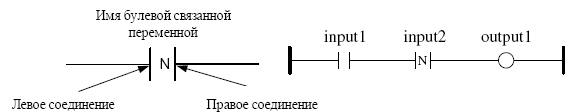 Имя булевой связанной
переменной
N
Левое соединение
Правое соединение
input1
input2
output1
N